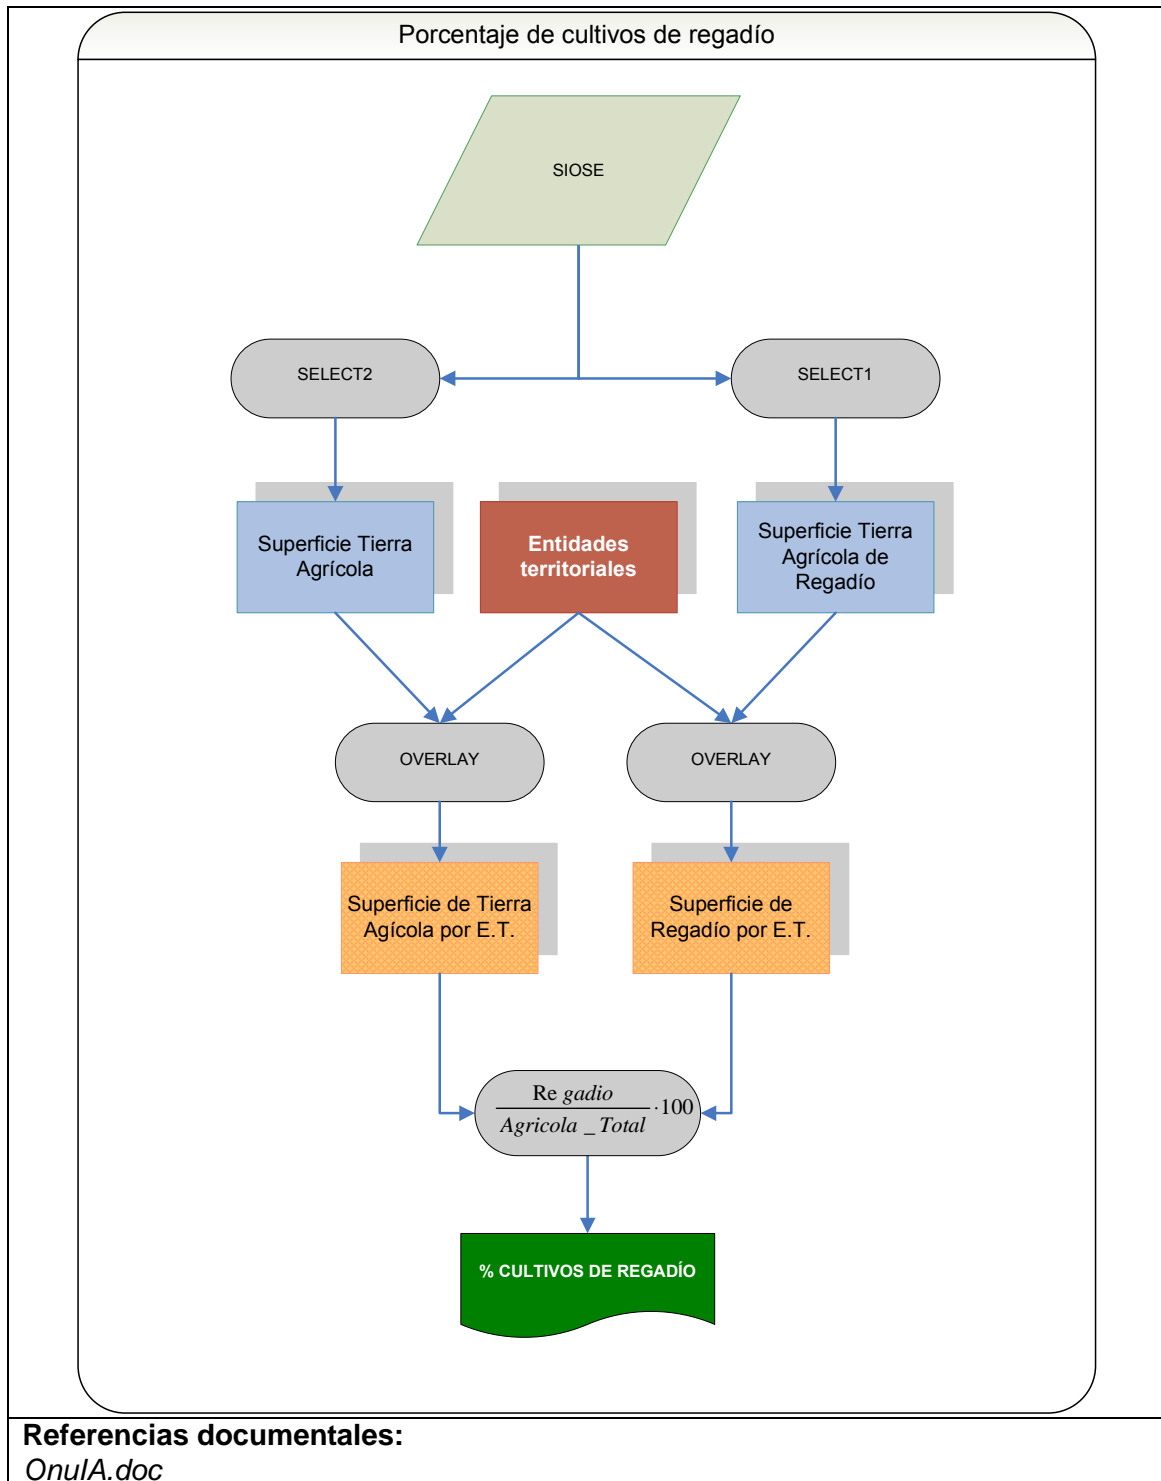 Porcentaje de cultivos de regadío
SIOSE
SELECT2
SELECT1
Superficie Tierra
Agrícola
Entidades
territoriales
Superficie Tierra
Agrícola de
Regadío
OVERLAY
OVERLAY
Superficie de Tierra
Agícola por E.T.
Superficie de
Regadío por E.T.
Re gadio
Agricola _ Total
·100
% CULTIVOS DE REGADÍO
Referencias documentales:
OnuIA.doc